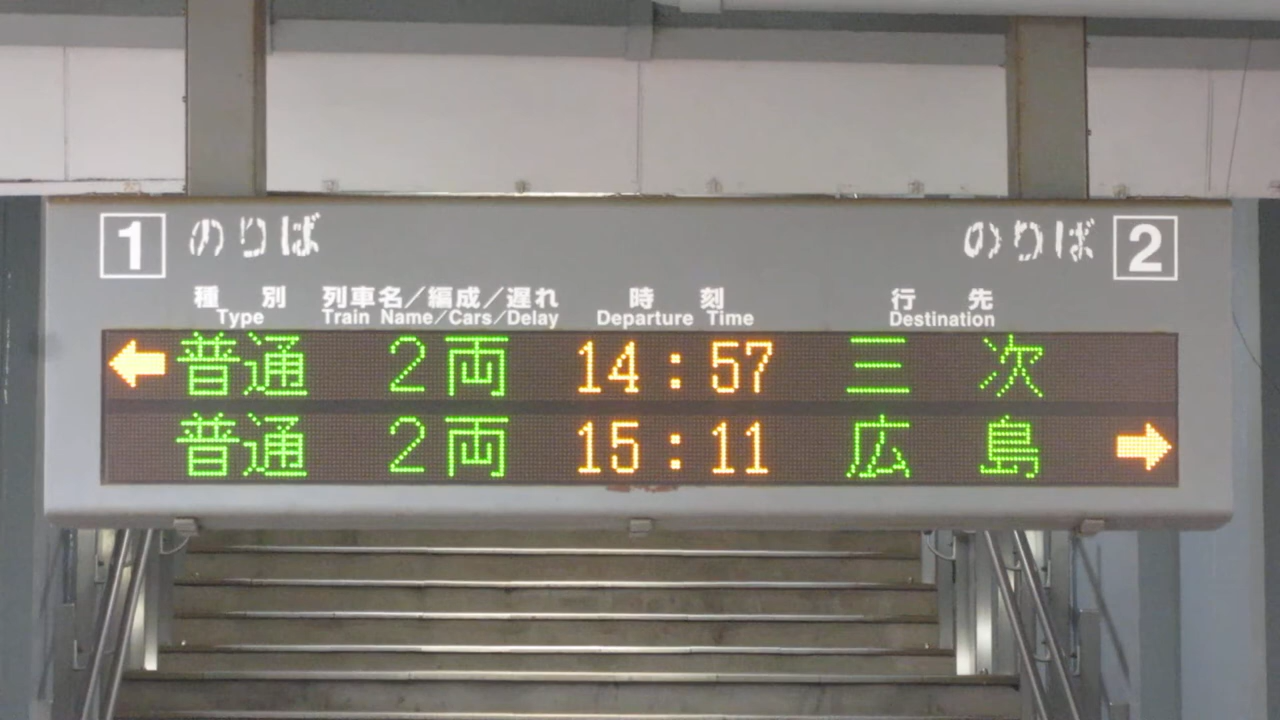 1 のりば のりば 2
種別 列車名／編成／遅れ 時刻 行先
Type Train Name/Cars/Delay Departure Time Destination
← 普通 2両 14:57 三次
普通 2両 15:11 広島 →